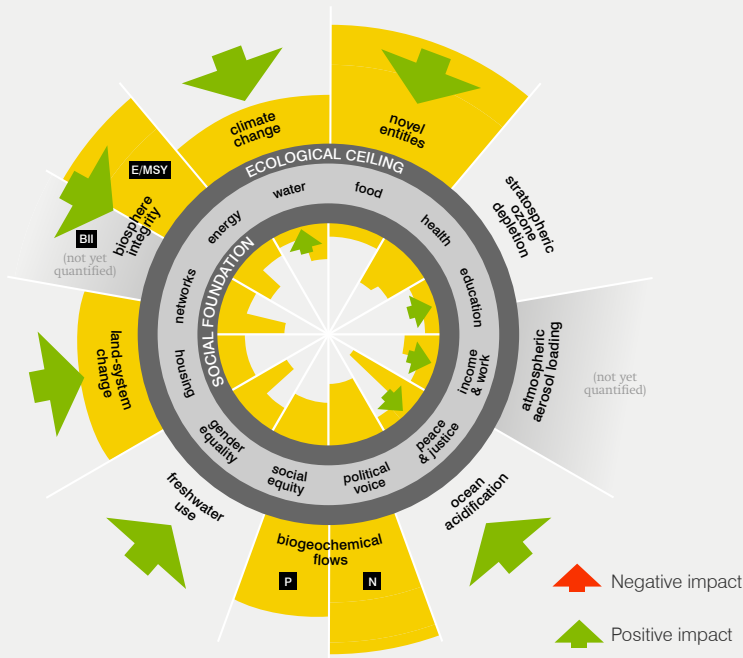 climate
change
novel
entities
stratospheric
ozone
depletion
atmospheric
aerosol loading
(not yet
quantified)
ocean
acidification
biogeochemical
flows
P
N
freshwater
use
land-system
change
biosphere
integrity
E/MSY
BII
(not yet
quantified)
ECOLOGICAL CEILING
water
food
health
education
income
& work
peace
& justice
political
voice
social
equity
gender
equality
housing
networks
energy
SOCIAL FOUNDATION
Negative impact
Positive impact